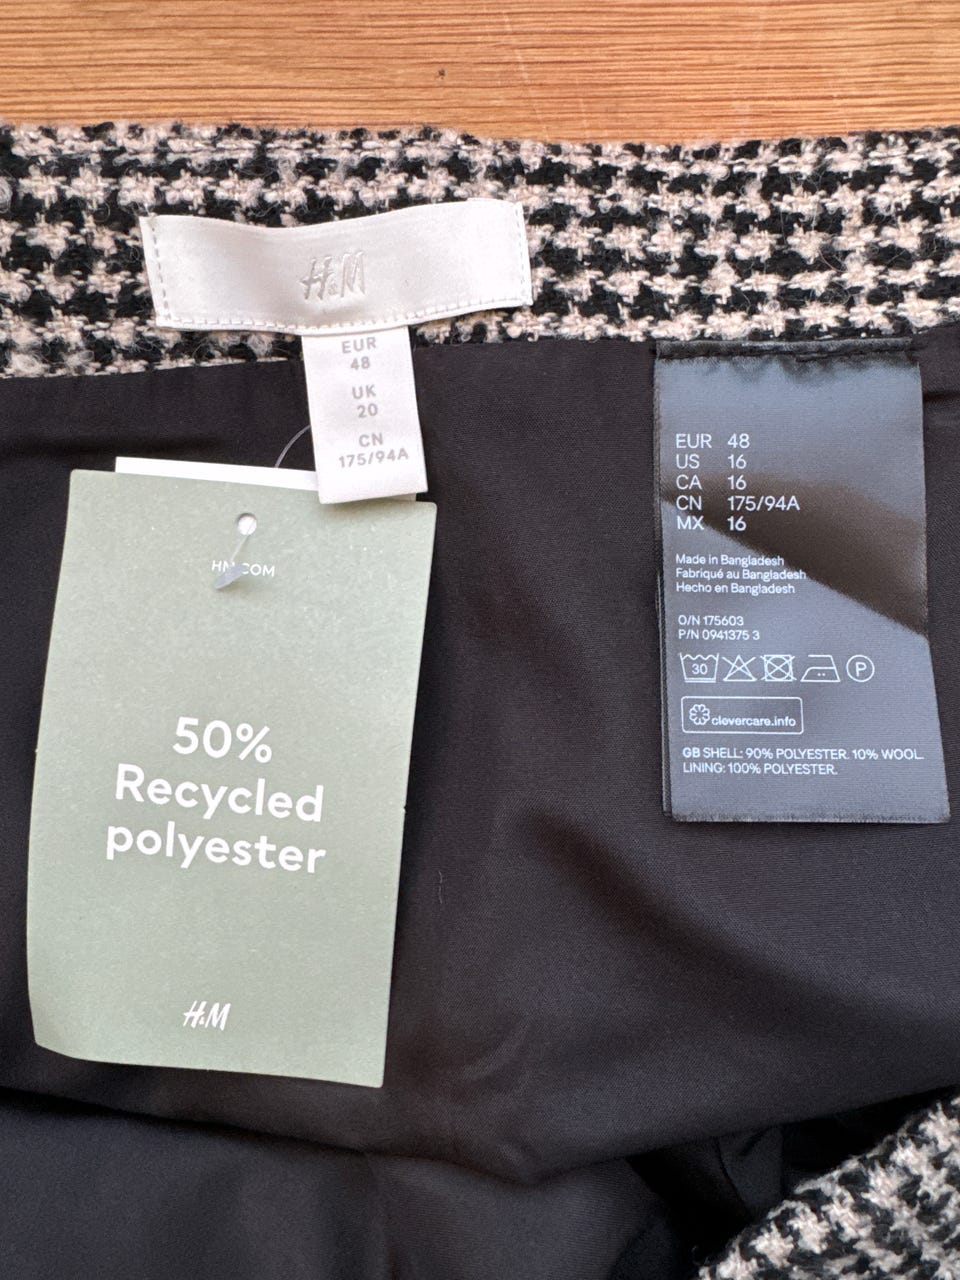 H&M
EUR
48
UK
20
CN
175/94A
HM.COM
50%
Recycled
polyester
H&M
EUR 48
US 16
CA 16
CN 175/94A
MX 16
Made in Bangladesh
Fabriqué au Bangladesh
Hecho en Bangladesh
O/N 175603
P/N 0941375 3
30
P
clevercare.info
GB SHELL: 90% POLYESTER. 10% WOOL.
LINING: 100% POLYESTER.